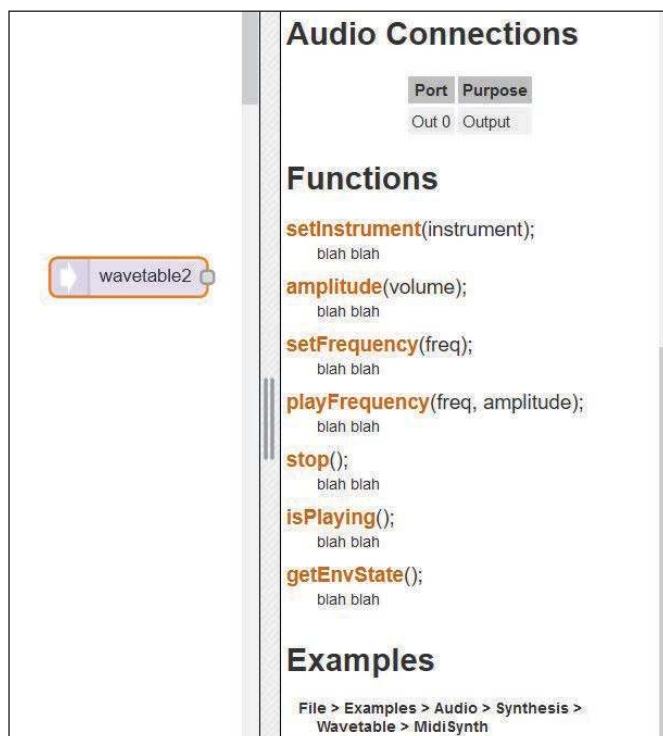 Audio Connections
Port Purpose
Out 0 Output
Functions
setInstrument(instrument);
blah blah
wavetable2
amplitude(volume);
blah blah
setFrequency(freq);
blah blah
playFrequency(freq, amplitude);
blah blah
stop();
blah blah
isPlaying();
blah blah
getEnvState();
blah blah
Examples
File > Examples > Audio > Synthesis >
Wavetable > MidiSynth